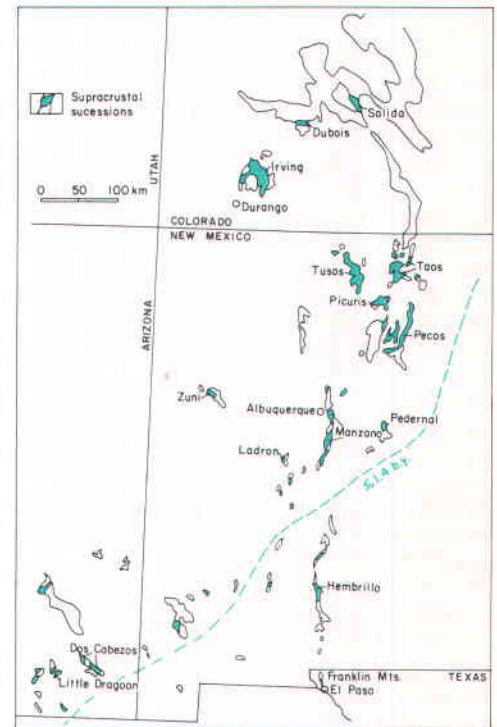 Supracrustal
sucessions
0 50 100 km
UTAH
Salida
Dubois
Irving
Durango
COLORADO
NEW MEXICO
ARIZONA
Tusas
Taos
Picuris
Pecos
Zuni
Albuquerque
Pedernal
Manzano
Ladron
b.y.
Hembrillo
Dos Cabezas
Little Dragoon
Franklin Mts.
TEXAS
El Paso